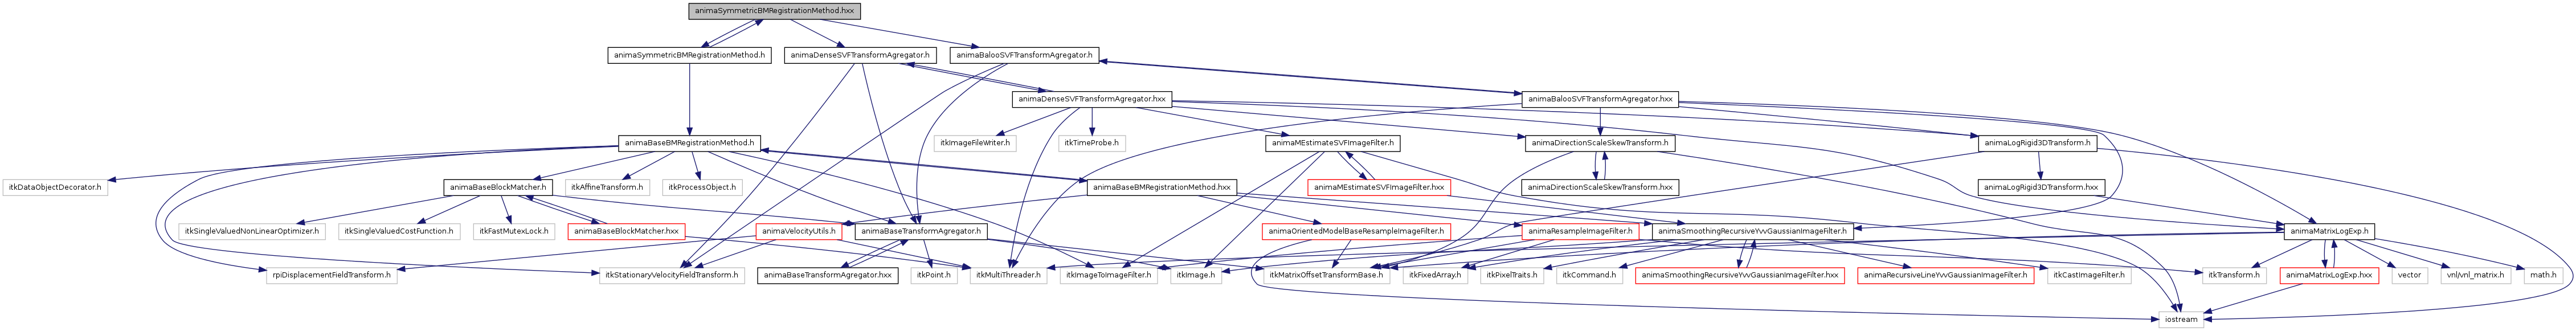 animaSymmetricBMRegistrationMethod.hxx
animaSymmetricBMRegistrationMethod.h
animaDenseSVFTransformAgregator.h
animaBalooSVFTransformAgregator.h
animaDenseSVFTransformAgregator.hxx
animaBalooSVFTransformAgregator.hxx
animaBaseBMRegistrationMethod.h
itkImageFileWriter.h
itkTimeProbe.h
animaMEstimateSVFImageFilter.h
animaDirectionScaleSkewTransform.h
animaLogRigid3DTransform.h
itkDataObjectDecorator.h
animaBaseBlockMatcher.h
itkAffineTransform.h
itkProcessObject.h
animaBaseBMRegistrationMethod.hxx
animaMEstimateSVFImageFilter.hxx
animaDirectionScaleSkewTransform.hxx
animaLogRigid3DTransform.hxx
itkSingleValuedNonLinearOptimizer.h
itkSingleValuedCostFunction.h
itkFastMutexLock.h
animaBaseBlockMatcher.hxx
animaVelocityUtils.h
animaBaseTransformAgregator.h
animaOrientedModelBaseResampleImageFilter.h
animaResampleImageFilter.h
animaSmoothingRecursiveYvvGaussianImageFilter.h
animaMatrixLogExp.h
rpiDisplacementFieldTransform.h
itkStationaryVelocityFieldTransform.h
animaBaseTransformAgregator.hxx
itkPoint.h
itkMultiThreader.h
itkImageToImageFilter.h
itkImage.h
itkMatrixOffsetTransformBase.h
itkFixedArray.h
itkPixelTraits.h
itkCommand.h
animaSmoothingRecursiveYvvGaussianImageFilter.hxx
animaRecursiveLineYvvGaussianImageFilter.h
itkCastImageFilter.h
itkTransform.h
animaMatrixLogExp.hxx
vector
vnl/vnl_matrix.h
math.h
iostream